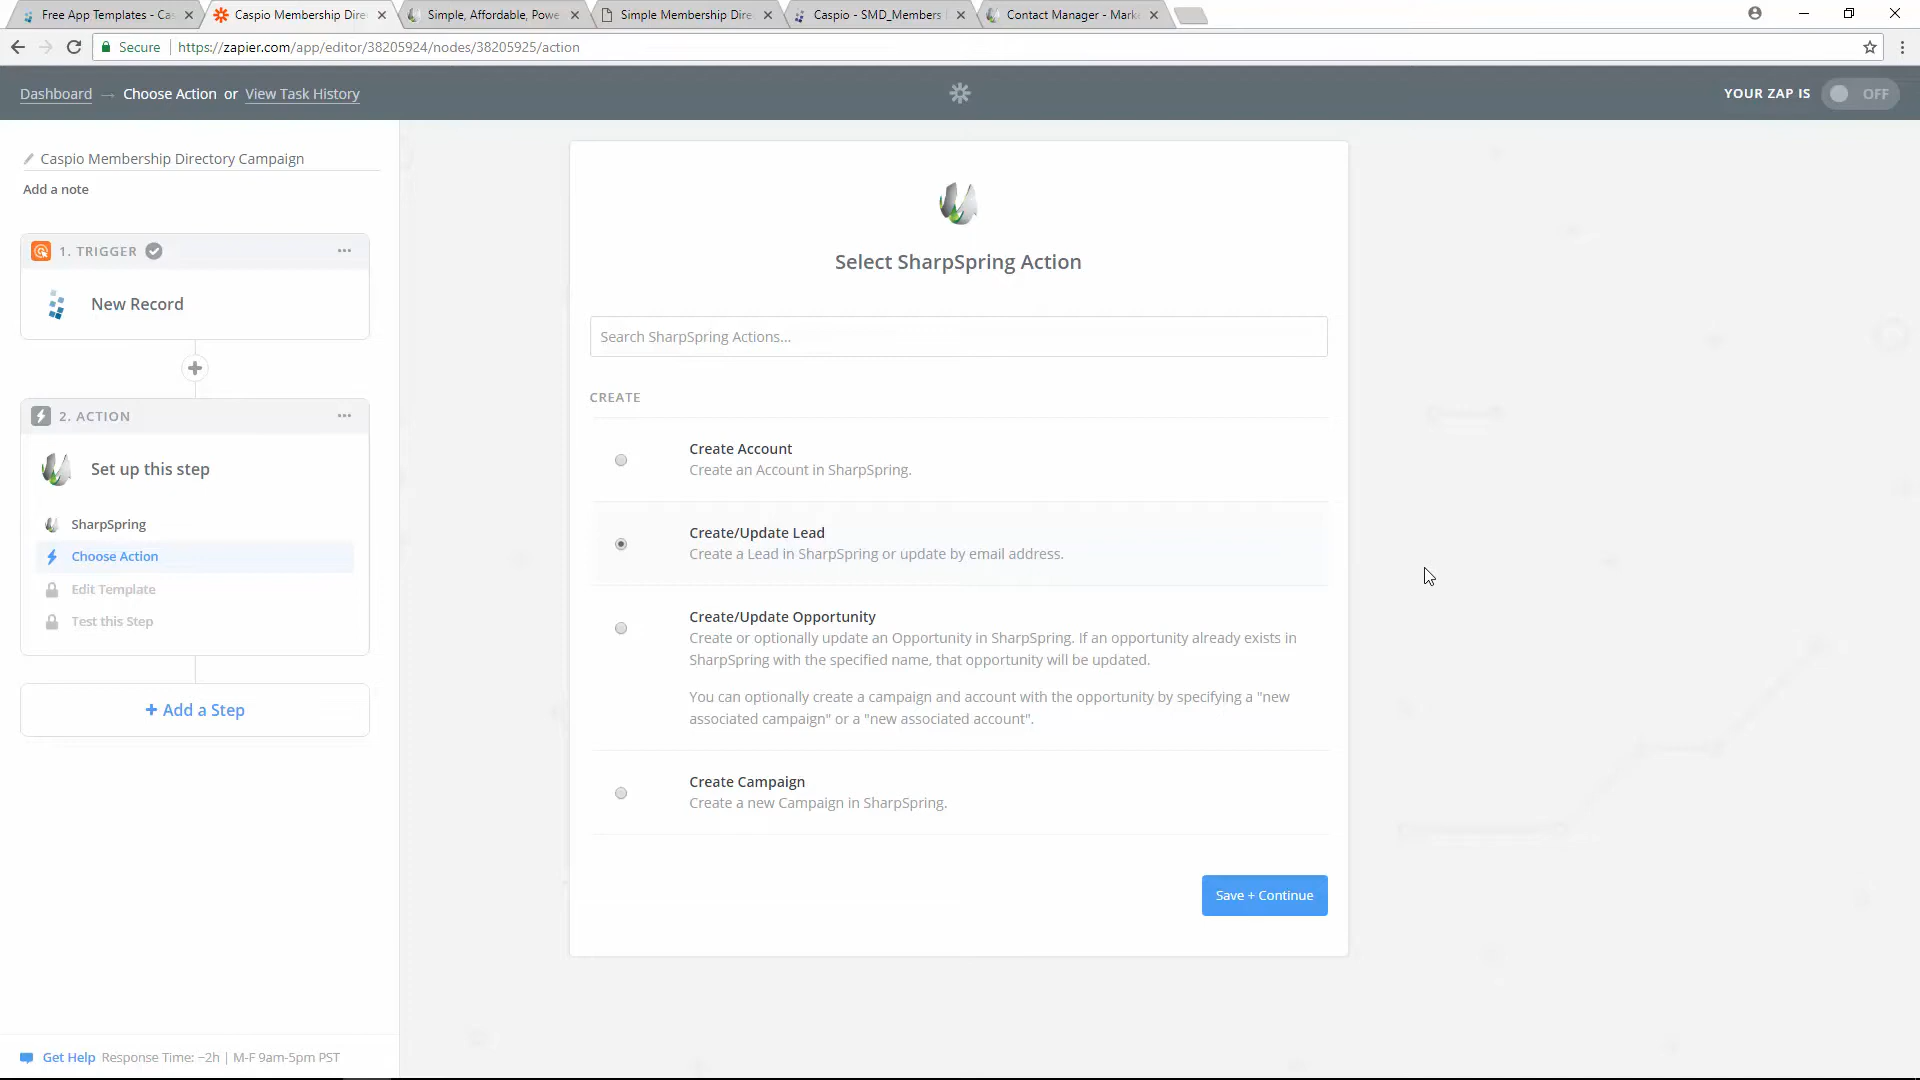 Free App Templates - Cas
Caspio Membership Dire
Simple, Affordable, Powe
Simple Membership Dire
Caspio - SMD_Members
Contact Manager - Mark
Secure
https://zapier.com/app/editor/38205924/nodes/38205925/action
Dashboard → Choose Action or View Task History
YOUR ZAP IS
OFF
Caspio Membership Directory Campaign
Add a note
1. TRIGGER
New Record
2. ACTION
Set up this step
SharpSpring
Choose Action
Edit Template
Test this Step
+ Add a Step
Get Help Response Time: ~2h | M-F 9am-5pm PST
Select SharpSpring Action
Search SharpSpring Actions...
CREATE
Create Account
Create an Account in SharpSpring.
Create/Update Lead
Create a Lead in SharpSpring or update by email address.
Create/Update Opportunity
Create or optionally update an Opportunity in SharpSpring. If an opportunity already exists in
SharpSpring with the specified name, that opportunity will be updated.
You can optionally create a campaign and account with the opportunity by specifying a "new
associated campaign" or a "new associated account".
Create Campaign
Create a new Campaign in SharpSpring.
Save + Continue